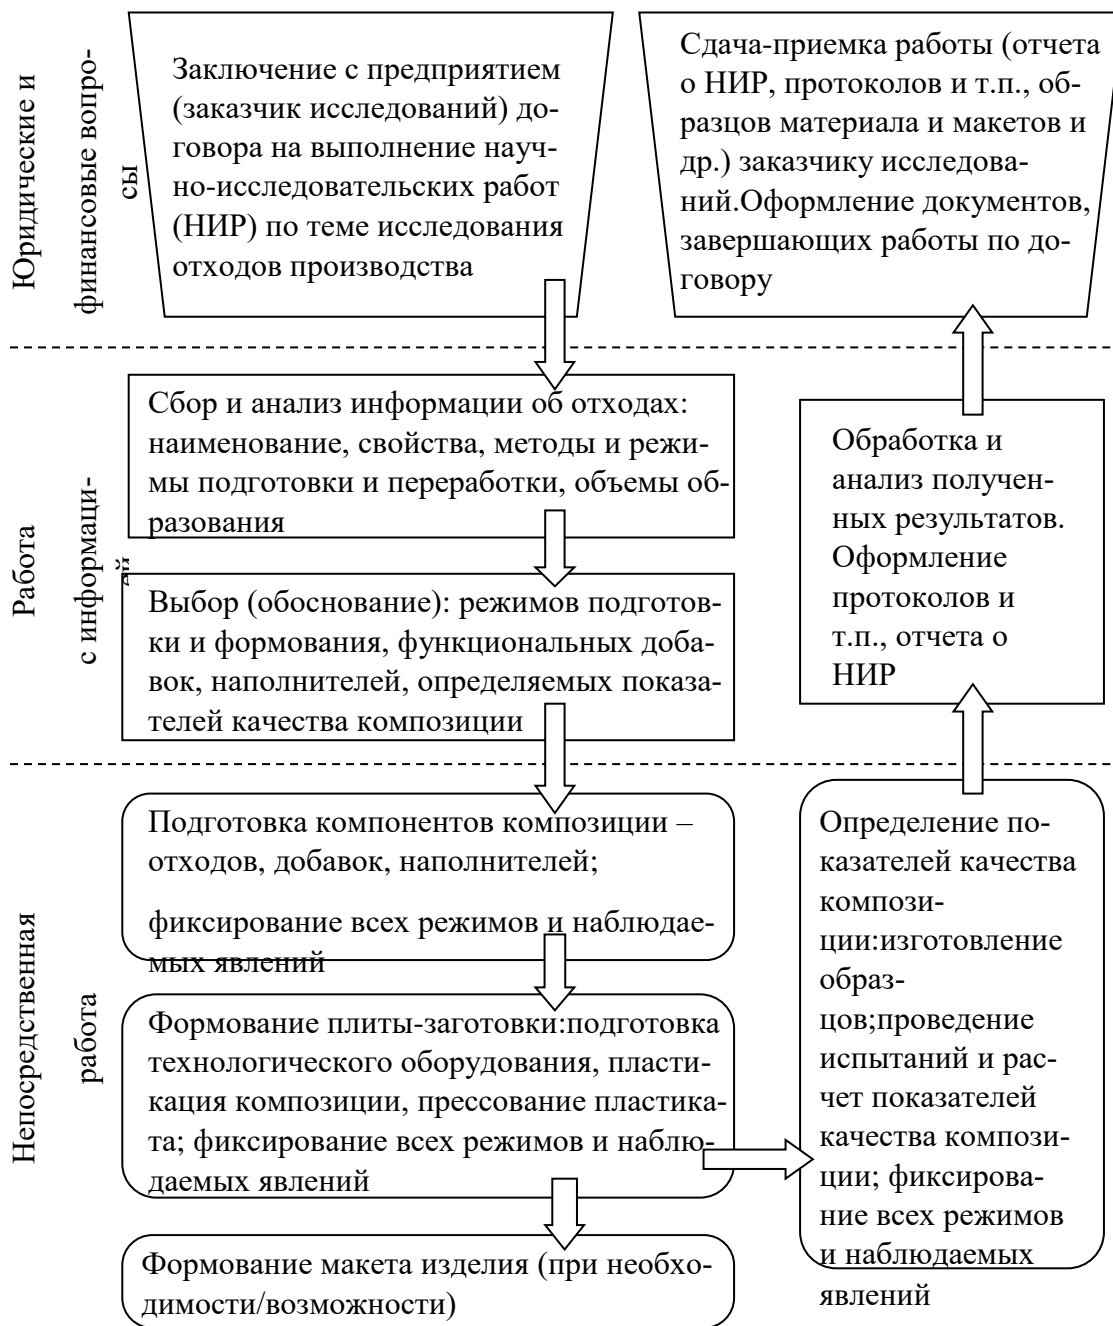 Юридические и
финансовые вопро-
сы
Заключение с предприятием
(заказчик исследований) до-
говора на выполнение науч-
но-исследовательских работ
(НИР) по теме исследования
отходов производства
Сдача-приемка работы (отчета
о НИР, протоколов и т.п., об-
разцов материала и макетов и
др.) заказчику исследова-
ний.Оформление документов,
завершающих работы по до-
говору
Работа
с информаци-
ей
Сбор и анализ информации об отходах:
наименование, свойства, методы и режи-
мы подготовки и переработки, объемы об-
разования
Выбор (обоснование): режимов подготов-
ки и формования, функциональных доба-
вок, наполнителей, определяемых показа-
телей качества композиции
Обработка и
анализ получен-
ных результатов.
Оформление
протоколов и
т.п., отчета о
НИР
Непосредственная
работа
Подготовка компонентов композиции –
отходов, добавок, наполнителей;
фиксирование всех режимов и наблюдае-
мых явлений
Формование плиты-заготовки:подготовка
технологического оборудования, пласти-
кация композиции, прессование пластика-
та; фиксирование всех режимов и наблю-
даемых явлений
Формование макета изделия (при необхо-
димости/возможности)
Определение по-
казателей качества
компози-
ции:изготовление
образ-
цов;проведение
испытаний и рас-
чет показателей
качества компози-
ции; фиксирова-
ние всех режимов
и наблюдаемых
явлений